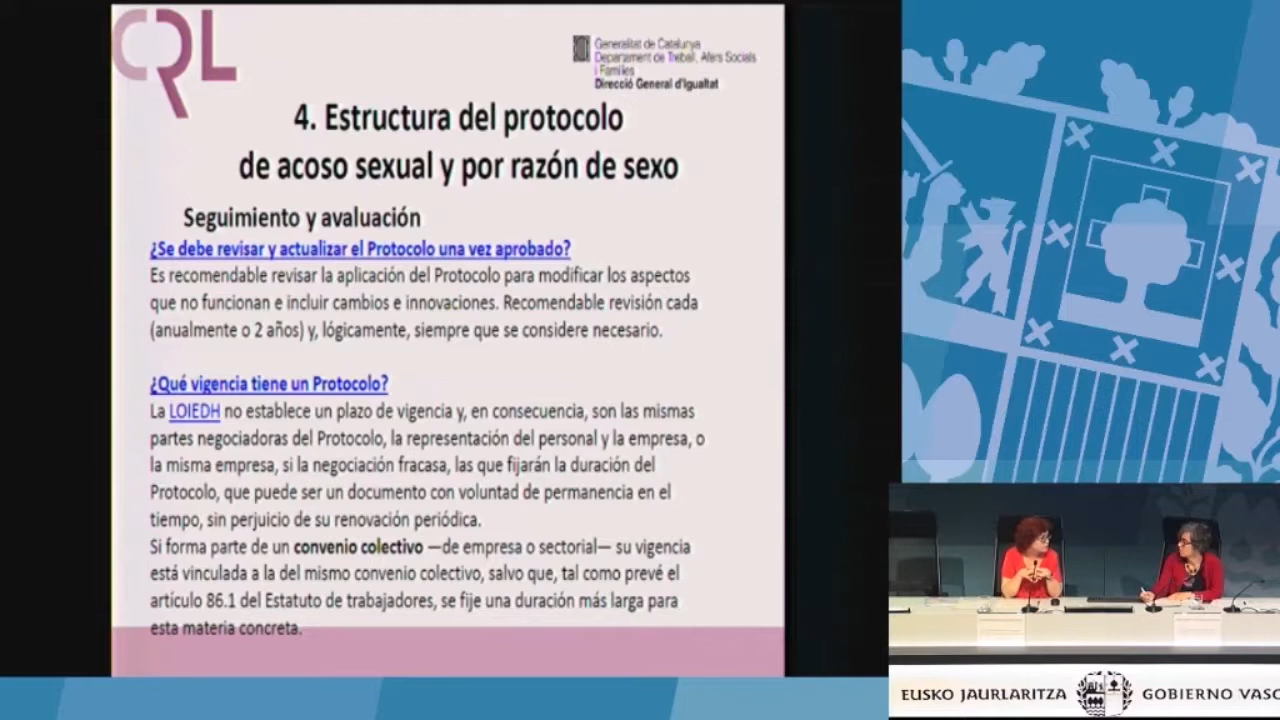 CRL
Generalitat de Catalunya
Departament de Treball, Afers Socials
i Famílies
Direcció General d'Igualtat
4. Estructura del protocolo
de acoso sexual y por razón de sexo
Seguimiento y avaluación
¿Se debe revisar y actualizar el Protocolo una vez aprobado?
Es recomendable revisar la aplicación del Protocolo para modificar los aspectos
que no funcionan e incluir cambios e innovaciones. Recomendable revisión cada
(anualmente o 2 años) y, lógicamente, siempre que se considere necesario.
¿Qué vigencia tiene un Protocolo?
La LOIEDH no establece un plazo de vigencia y, en consecuencia, son las mismas
partes negociadoras del Protocolo, la representación del personal y la empresa, o
la misma empresa, si la negociación fracasa, las que fijarán la duración del
Protocolo, que puede ser un documento con voluntad de permanencia en el
tiempo, sin perjuicio de su renovación periódica.
Si forma parte de un convenio colectivo —de empresa o sectorial— su vigencia
está vinculada a la del mismo convenio colectivo, salvo que, tal como prevé el
artículo 86.1 del Estatuto de trabajadores, se fije una duración más larga para
esta materia concreta.
EUSKO JAURLARITZA GOBIERNO VASC